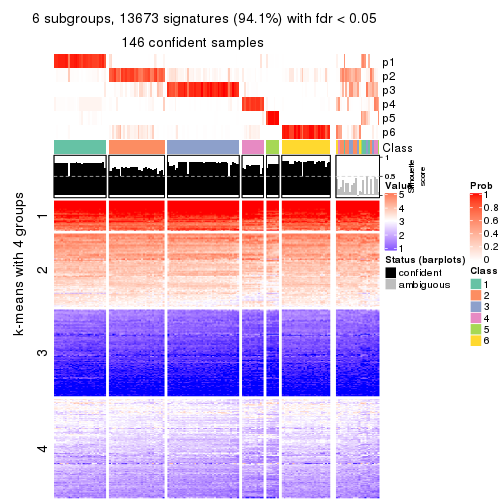 6 subgroups, 13673 signatures (94.1%) with fdr < 0.05
146 confident samples
p1
p2
p3
p4
p5
p6
Class
1
0.5
0
Silhouette
score
k-means with 4 groups
1
2
3
4
Value
5
4
3
2
1
Status (barplots)
confident
ambiguous
Prob
1
0.8
0.6
0.4
0.2
0
Class
1
2
3
4
5
6